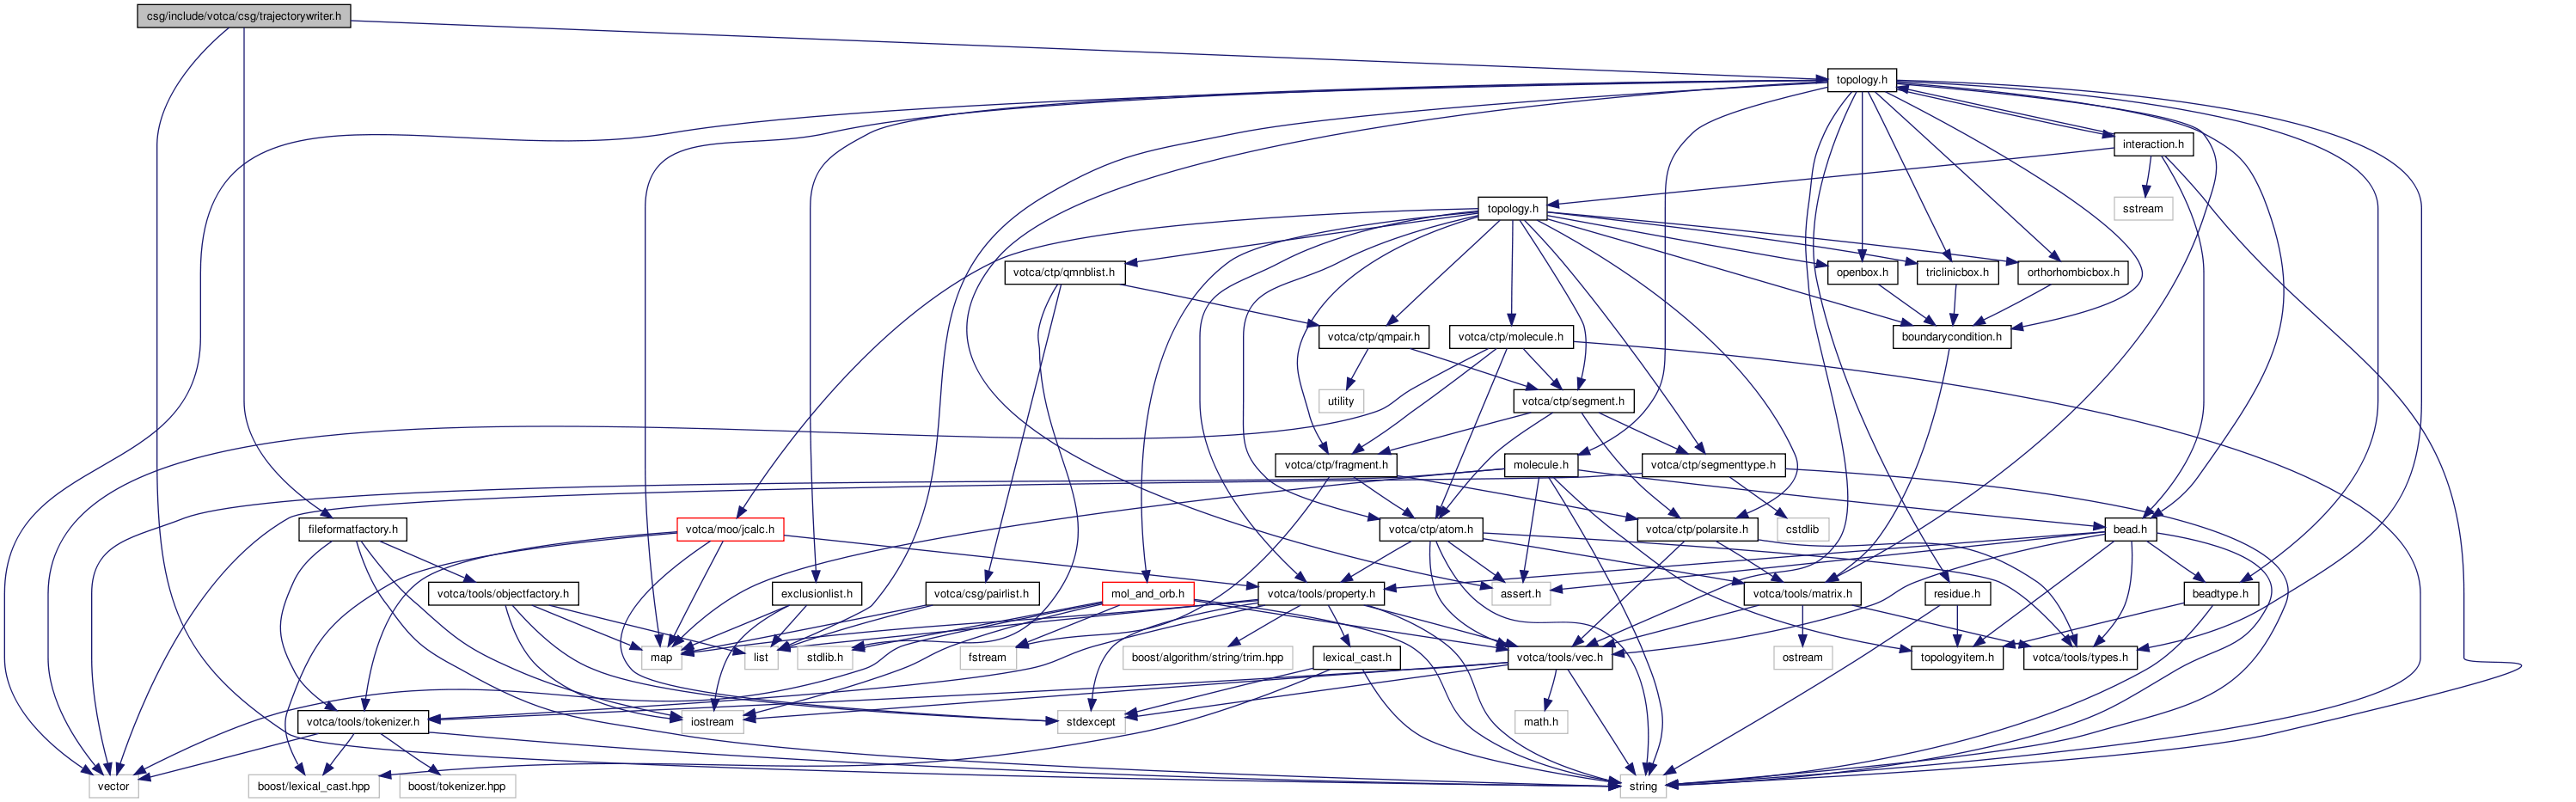 csg/include/votca/csg/trajectorywriter.h
topology.h
interaction.h
topology.h
sstream
votca/ctp/qmnblist.h
openbox.h
triclinicbox.h
orthorhombicbox.h
votca/ctp/qmpair.h
votca/ctp/molecule.h
boundarycondition.h
utility
votca/ctp/segment.h
votca/ctp/fragment.h
molecule.h
votca/ctp/segmenttype.h
fileformatfactory.h
votca/moo/jcalc.h
votca/ctp/atom.h
votca/ctp/polarsite.h
cstdlib
bead.h
votca/tools/objectfactory.h
exclusionlist.h
votca/csg/pairlist.h
mol_and_orb.h
votca/tools/property.h
assert.h
votca/tools/matrix.h
residue.h
beadtype.h
map
list
stdlib.h
fstream
boost/algorithm/string/trim.hpp
lexical_cast.h
votca/tools/vec.h
ostream
topologyitem.h
votca/tools/types.h
votca/tools/tokenizer.h
iostream
stdexcept
math.h
vector
boost/lexical_cast.hpp
boost/tokenizer.hpp
string